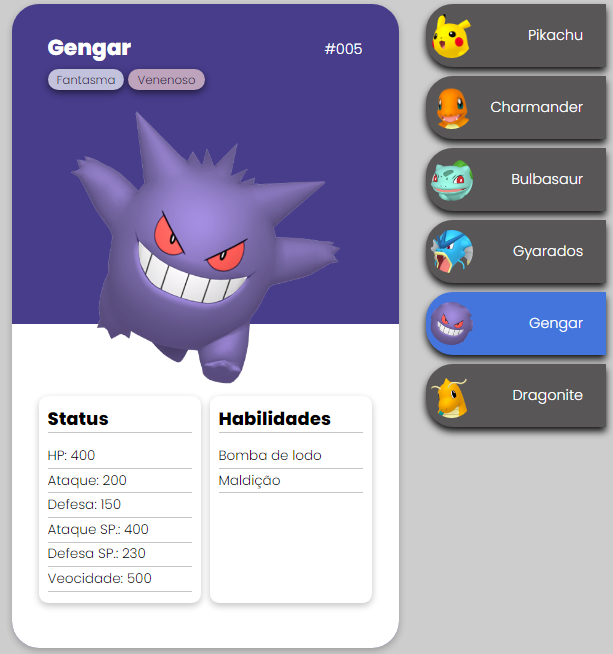 Gengar
#005
Fantasma
Venenoso
Status
HP: 400
Ataque: 200
Defesa: 150
Ataque SP.: 400
Defesa SP.: 230
Veocidade: 500
Habilidades
Bomba de lodo
Maldição
Pikachu
Charmander
Bulbasaur
Gyarados
Gengar
Dragonite